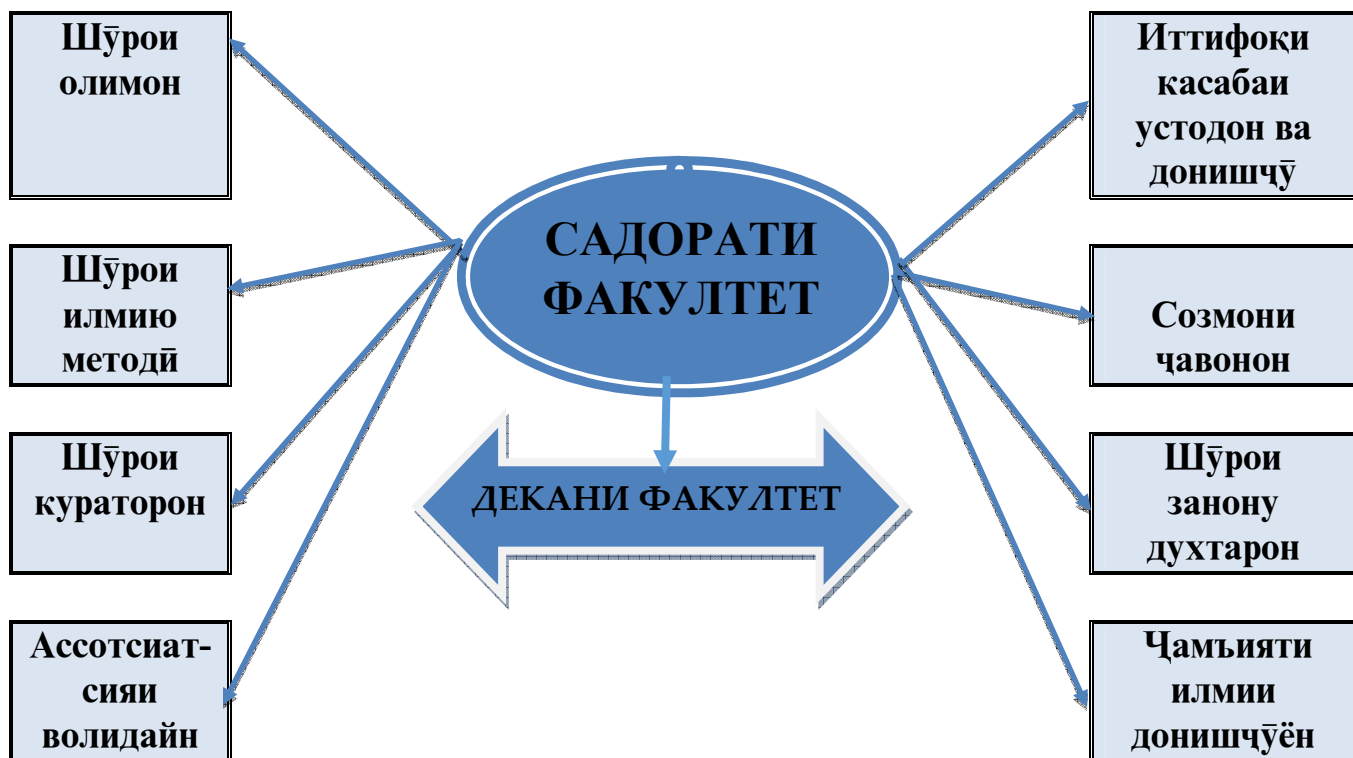 Шӯрои
олимон
Шӯрои
илмию
методӣ
Шӯрои
кураторон
Ассотсиат-
сияи
волидайн
САДОРАТИ
ФАКУЛТЕТ
ДЕКАНИ ФАКУЛТЕТ
Иттифоқи
касабаи
устодон ва
донишҷӯ
Созмони
ҷавонон
Шӯрои
занону
духтарон
Ҷамъияти
илмии
донишҷӯён